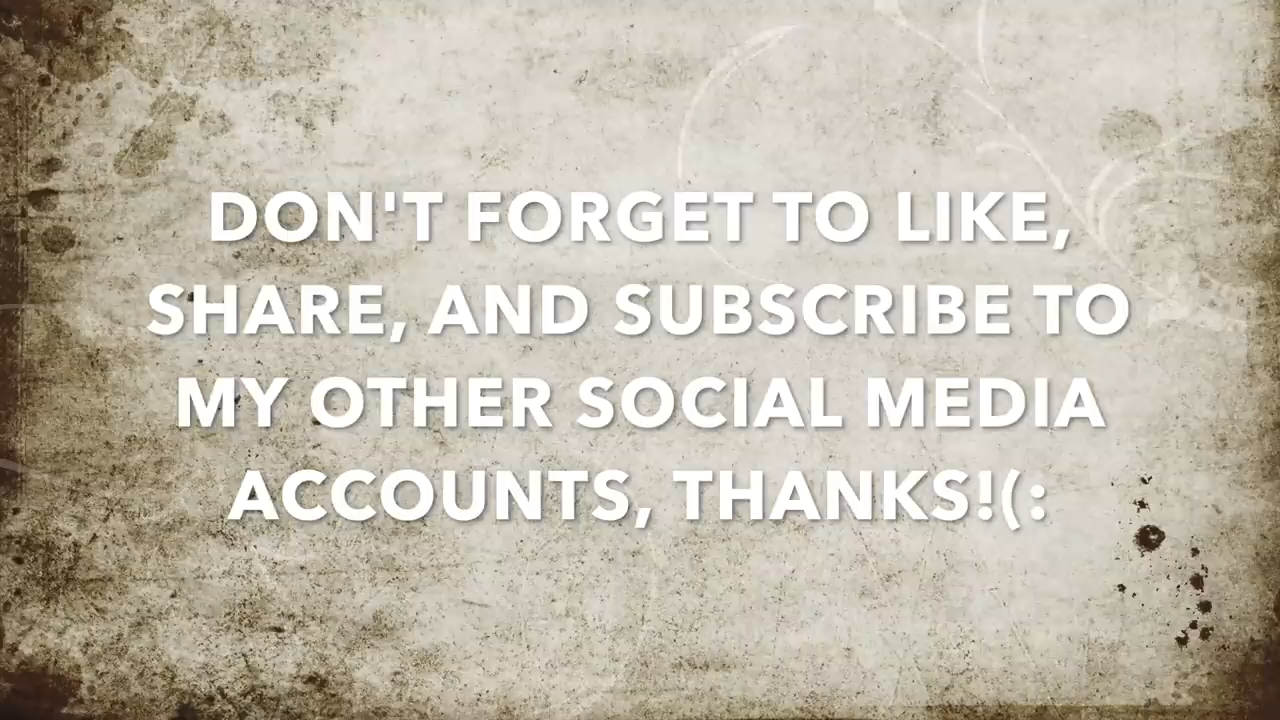 DON'T FORGET TO LIKE,
SHARE, AND SUBSCRIBE TO
MY OTHER SOCIAL MEDIA
ACCOUNTS, THANKS!(: